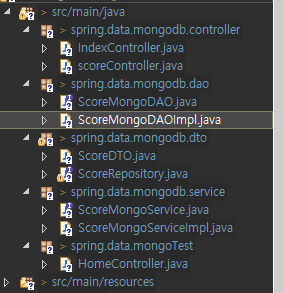 > src/main/java
> spring.data.mongodb.controller
> IndexController.java
> scoreController.java
> spring.data.mongodb.dao
> ScoreMongoDAO.java
ScoreMongoDAOImpl.java
> spring.data.mongodb.dto
> ScoreDTO.java
> ScoreRepository.java
> spring.data.mongodb.service
> ScoreMongoService.java
> ScoreMongoServiceImpl.java
> spring.data.mongoTest
> HomeController.java
> src/main/resources